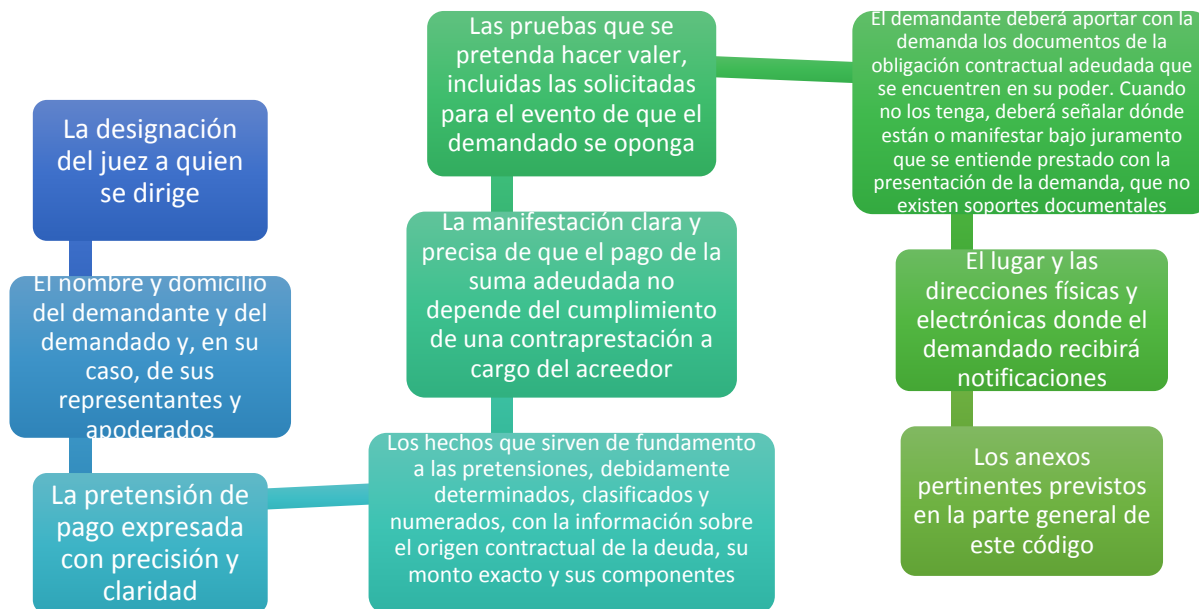 La designación
del juez a quien
se dirige
El nombre y domicilio
del demandante y del
demandado y, en su
caso, de sus
representantes y
apoderados
La pretensión de
pago expresada
con precisión y
claridad
Los hechos que sirven de fundamento
a las pretensiones, debidamente
determinados, clasificados y
numerados, con la información sobre
el origen contractual de la deuda, su
monto exacto y sus componentes
La manifestación clara y
precisa de que el pago de la
suma adeudada no
depende del cumplimiento
de una contraprestación a
cargo del acreedor
Las pruebas que se
pretenda hacer valer,
incluidas las solicitadas
para el evento de que el
demandado se oponga
El demandante deberá aportar con la
demanda los documentos de la
obligación contractual adeudada que
se encuentren en su poder. Cuando
no los tenga, deberá señalar dónde
están o manifestar bajo juramento
que se entiende prestado con la
presentación de la demanda, que no
existen soportes documentales
El lugar y las
direcciones físicas y
electrónicas donde el
demandado recibirá
notificaciones
Los anexos
pertinentes previstos
en la parte general de
este código